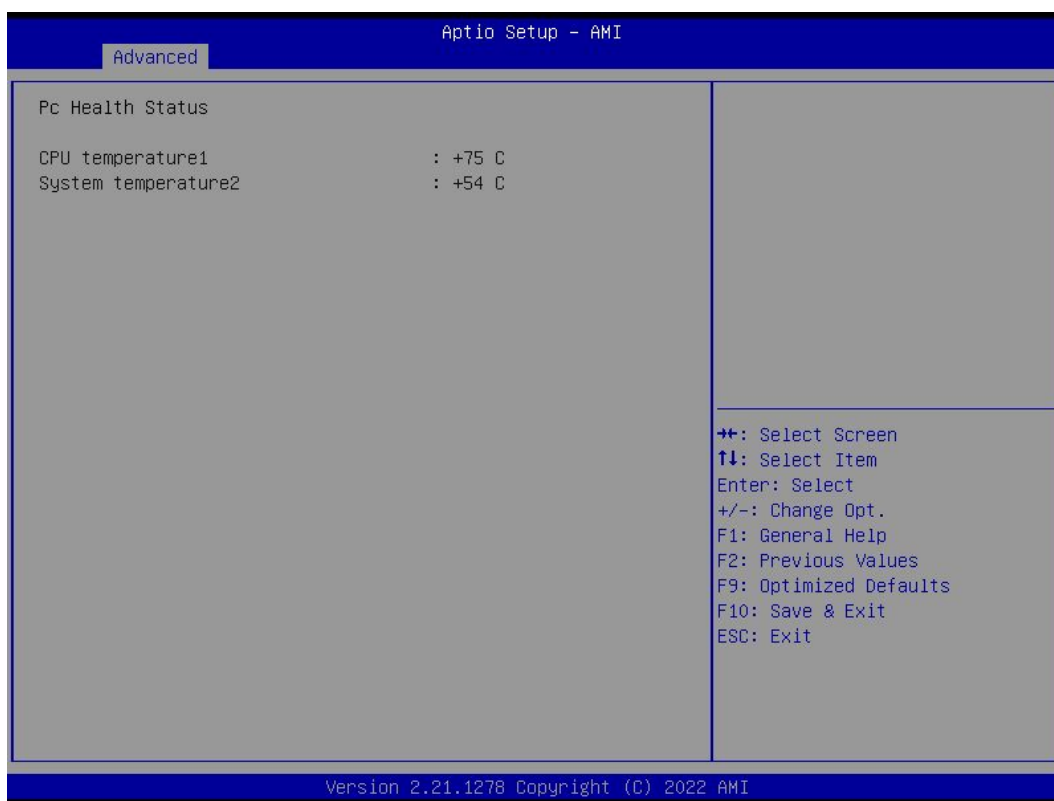 Aptio Setup – AMI
Advanced
Pc Health Status
CPU temperature1 : +75 C
System temperature2 : +54 C
→←: Select Screen
↑↓: Select Item
Enter: Select
+/-: Change Opt.
F1: General Help
F2: Previous Values
F9: Optimized Defaults
F10: Save & Exit
ESC: Exit
Version 2.21.1278 Copyright (C) 2022 AMI